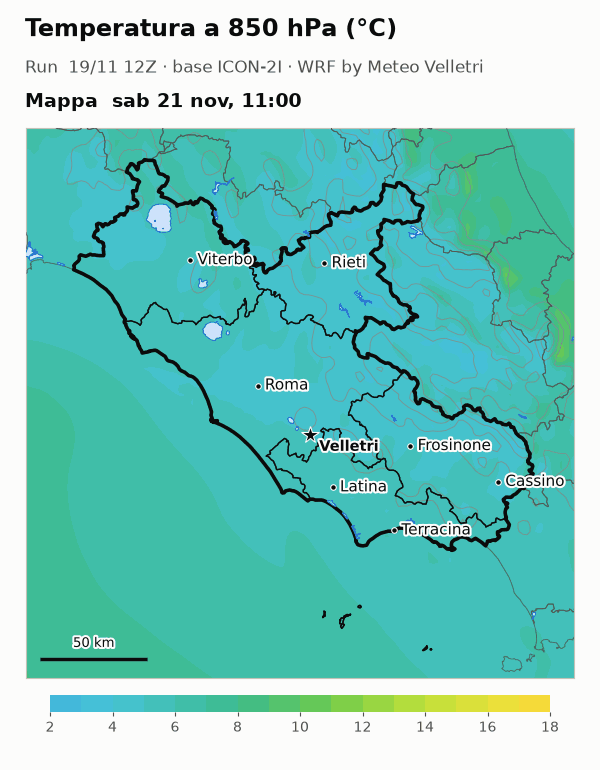 Temperatura a 850 hPa (°C)
Run  19/11 12Z · base ICON-2I · WRF by Meteo Velletri
Mappa  sab 21 nov, 11:00
Viterbo
Rieti
Roma
Velletri
Frosinone
Cassino
Latina
Terracina
50 km
2 4 6 8 10 12 14 16 18